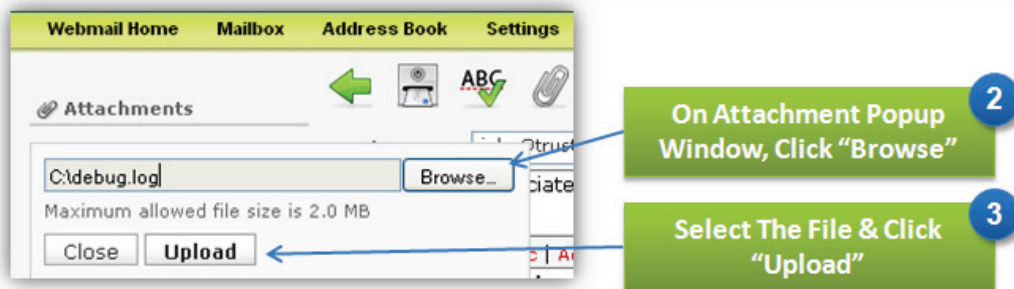 Webmail Home Mailbox Address Book Settings
ABC
Attachments
C:\debug.log
Browse...
Maximum allowed file size is 2.0 MB
Close Upload
2
On Attachment Popup
Window, Click “Browse”
3
Select The File & Click
“Upload”